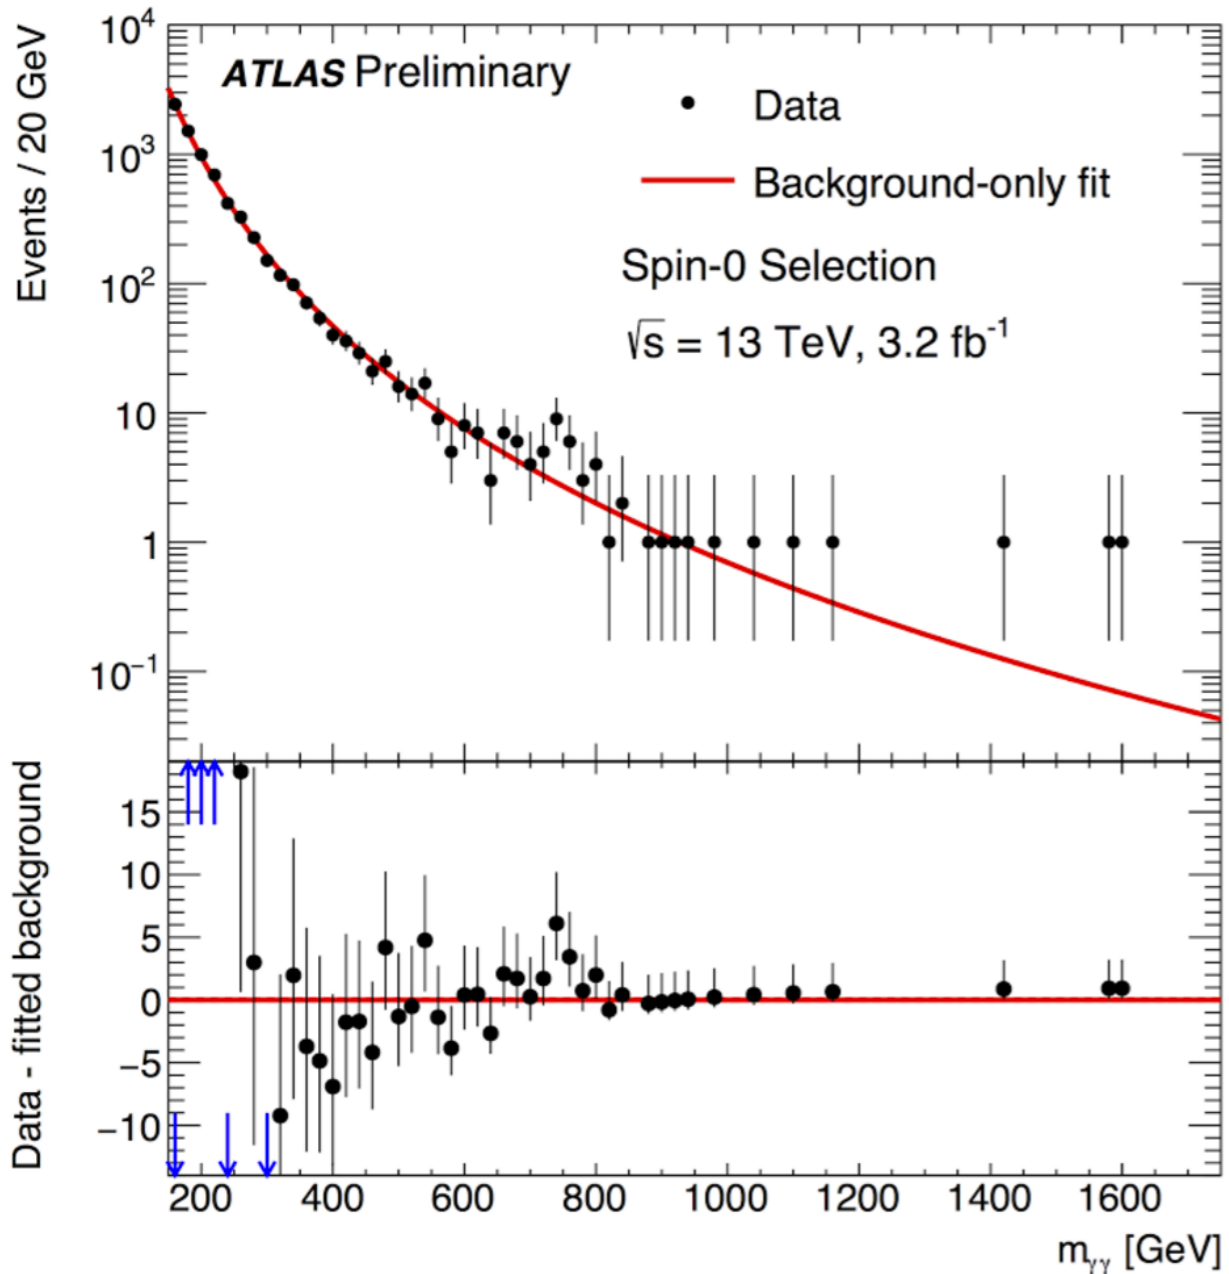 Events / 20 GeV
10⁴
10³
10²
10
1
10⁻¹
ATLAS Preliminary
Data
Background-only fit
Spin-0 Selection
√s = 13 TeV, 3.2 fb⁻¹
Data - fitted background
15
10
5
0
−5
−10
200 400 600 800 1000 1200 1400 1600
mγγ [GeV]